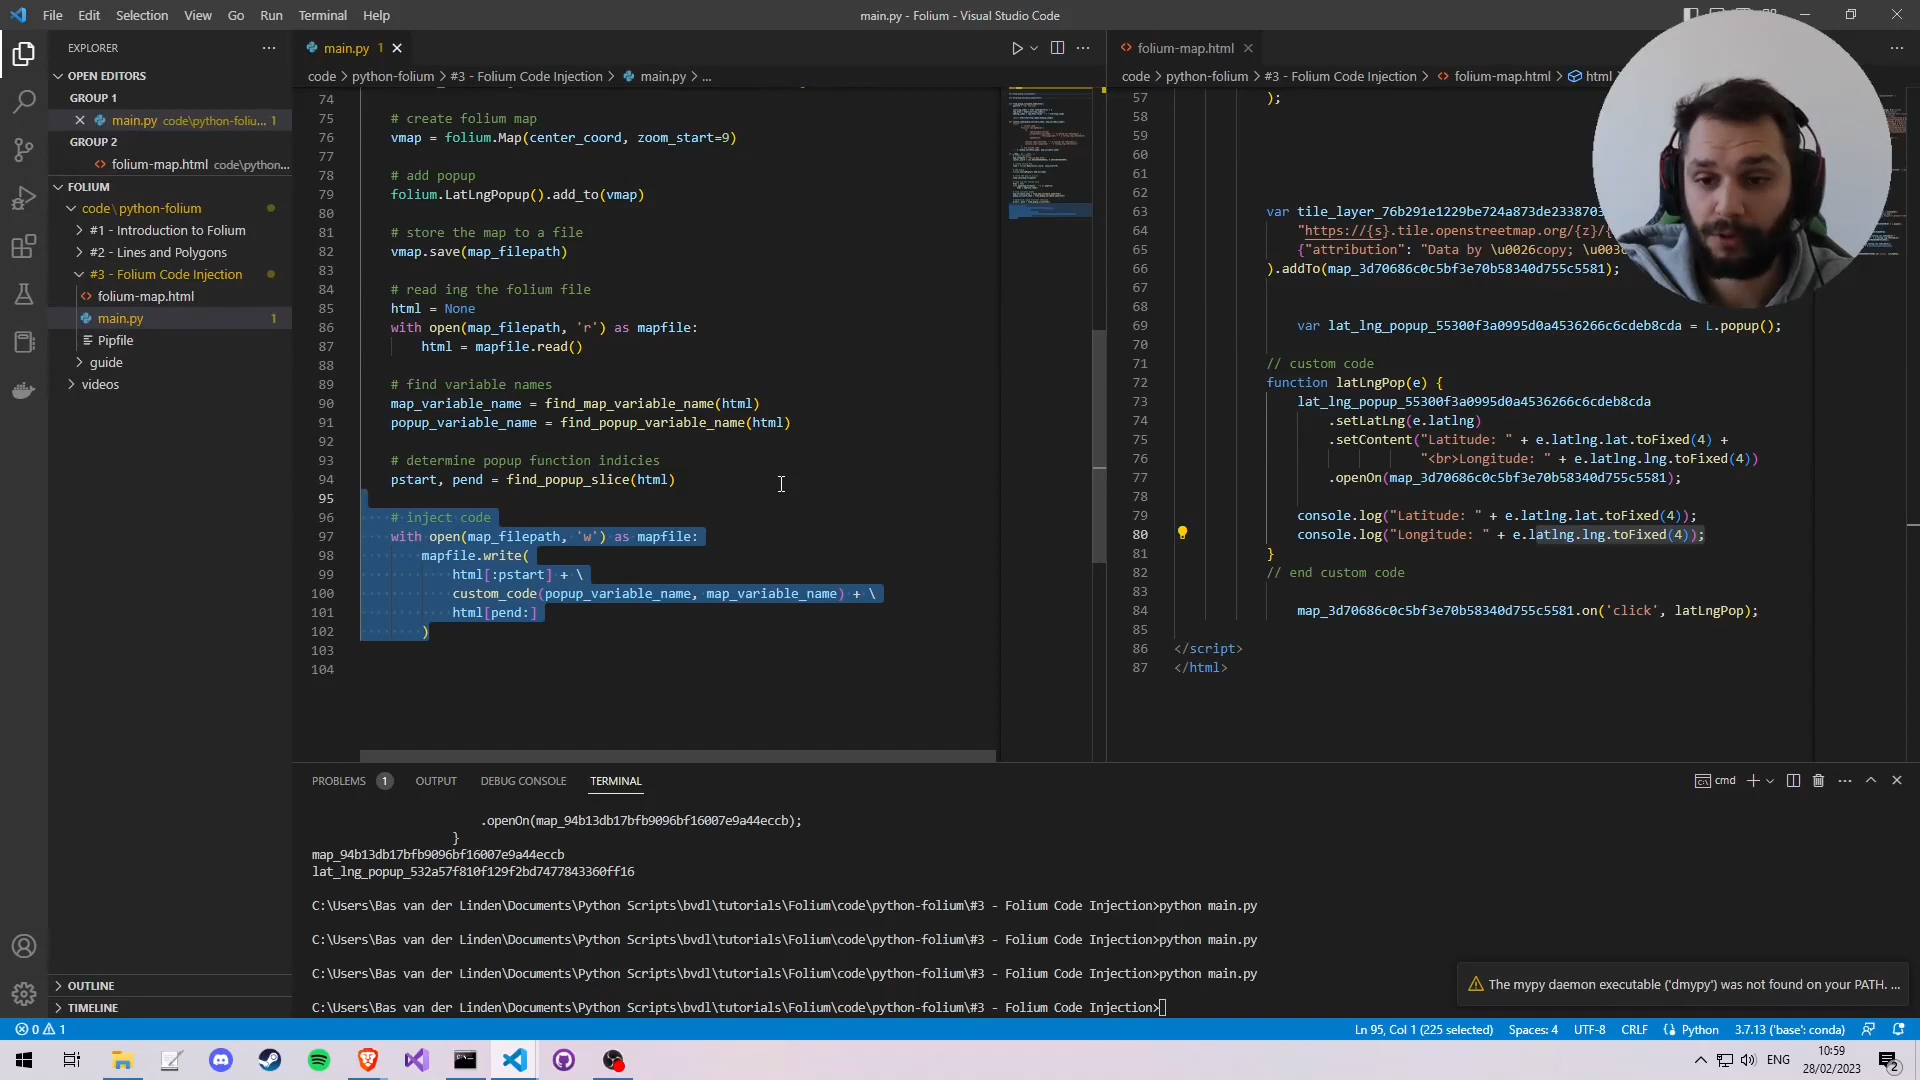 File Edit Selection View Go Run Terminal Help
main.py - Folium - Visual Studio Code
EXPLORER
OPEN EDITORS
GROUP 1
main.py code\python-foliu... 1
GROUP 2
folium-map.html code\python...
FOLIUM
code\python-folium
#1 - Introduction to Folium
#2 - Lines and Polygons
#3 - Folium Code Injection
folium-map.html
main.py 1
Pipfile
guide
videos
OUTLINE
TIMELINE
main.py 1
code > python-folium > #3 - Folium Code Injection > main.py > ...
74
75 # create folium map
76 vmap = folium.Map(center_coord, zoom_start=9)
77
78 # add popup
79 folium.LatLngPopup().add_to(vmap)
80
81 # store the map to a file
82 vmap.save(map_filepath)
83
84 # read ing the folium file
85 html = None
86 with open(map_filepath, 'r') as mapfile:
87 html = mapfile.read()
88
89 # find variable names
90 map_variable_name = find_map_variable_name(html)
91 popup_variable_name = find_popup_variable_name(html)
92
93 # determine popup function indicies
94 pstart, pend = find_popup_slice(html)
95
96 # inject code
97 with open(map_filepath, 'w') as mapfile:
98 mapfile.write(
99 html[:pstart] + \
100 custom_code(popup_variable_name, map_variable_name) + \
101 html[pend:]
102 )
103
104
folium-map.html
code > python-folium > #3 - Folium Code Injection > folium-map.html > html
57 );
58
59
60
61
62
63 var tile_layer_76b291e1229be724a873de2338703
64 "https://{s}.tile.openstreetmap.org/{z}/{
65 {"attribution": "Data by \u0026copy; \u003c
66 ).addTo(map_3d70686c0c5bf3e70b58340d755c5581);
67
68
69 var lat_lng_popup_55300f3a0995d0a4536266c6cdeb8cda = L.popup();
70
71 // custom code
72 function latLngPop(e) {
73 lat_lng_popup_55300f3a0995d0a4536266c6cdeb8cda
74 .setLatLng(e.latlng)
75 .setContent("Latitude: " + e.latlng.lat.toFixed(4) +
76 "<br>Longitude: " + e.latlng.lng.toFixed(4))
77 .openOn(map_3d70686c0c5bf3e70b58340d755c5581);
78
79 console.log("Latitude: " + e.latlng.lat.toFixed(4));
80 console.log("Longitude: " + e.latlng.lng.toFixed(4));
81 }
82 // end custom code
83
84 map_3d70686c0c5bf3e70b58340d755c5581.on('click', latLngPop);
85
86 </script>
87 </html>
PROBLEMS 1 OUTPUT DEBUG CONSOLE TERMINAL
cmd
.openOn(map_94b13db17bfb9096bf16007e9a44eccb);
}
map_94b13db17bfb9096bf16007e9a44eccb
lat_lng_popup_532a57f810f129f2bd7477843360ff16
C:\Users\Bas van der Linden\Documents\Python Scripts\bvdl\tutorials\Folium\code\python-folium\#3 - Folium Code Injection>python main.py
C:\Users\Bas van der Linden\Documents\Python Scripts\bvdl\tutorials\Folium\code\python-folium\#3 - Folium Code Injection>python main.py
C:\Users\Bas van der Linden\Documents\Python Scripts\bvdl\tutorials\Folium\code\python-folium\#3 - Folium Code Injection>python main.py
C:\Users\Bas van der Linden\Documents\Python Scripts\bvdl\tutorials\Folium\code\python-folium\#3 - Folium Code Injection>
The mypy daemon executable ('dmypy') was not found on your PATH. ...
0 1
Ln 95, Col 1 (225 selected) Spaces: 4 UTF-8 CRLF Python 3.7.13 ('base': conda)
ENG
10:59
28/02/2023
2